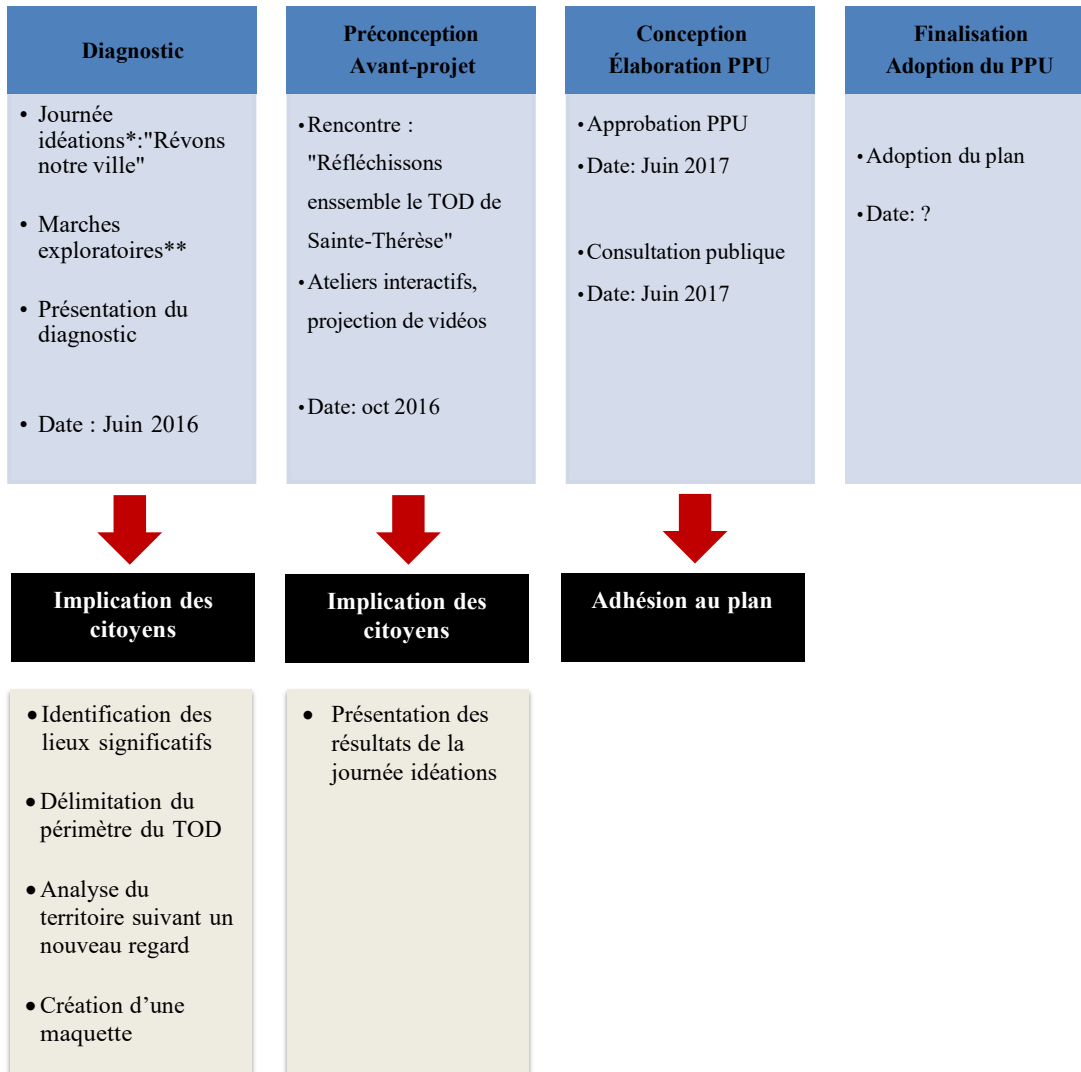 Diagnostic
• Journée
idéations*:"Révons
notre ville"
• Marches
exploratoires**
• Présentation du
diagnostic
• Date : Juin 2016
Préconception
Avant-projet
•Rencontre :
"Réfléchissons
enssemble le TOD de
Sainte-Thérèse"
•Ateliers interactifs,
projection de vidéos
•Date: oct 2016
Conception
Élaboration PPU
•Approbation PPU
•Date: Juin 2017
•Consultation publique
•Date: Juin 2017
Finalisation
Adoption du PPU
•Adoption du plan
•Date: ?
Implication des
citoyens
Implication des
citoyens
Adhésion au plan
•Identification des
lieux significatifs
•Délimitation du
périmètre du TOD
•Analyse du
territoire suivant un
nouveau regard
•Création d’une
maquette
• Présentation des
résultats de la
journée idéations